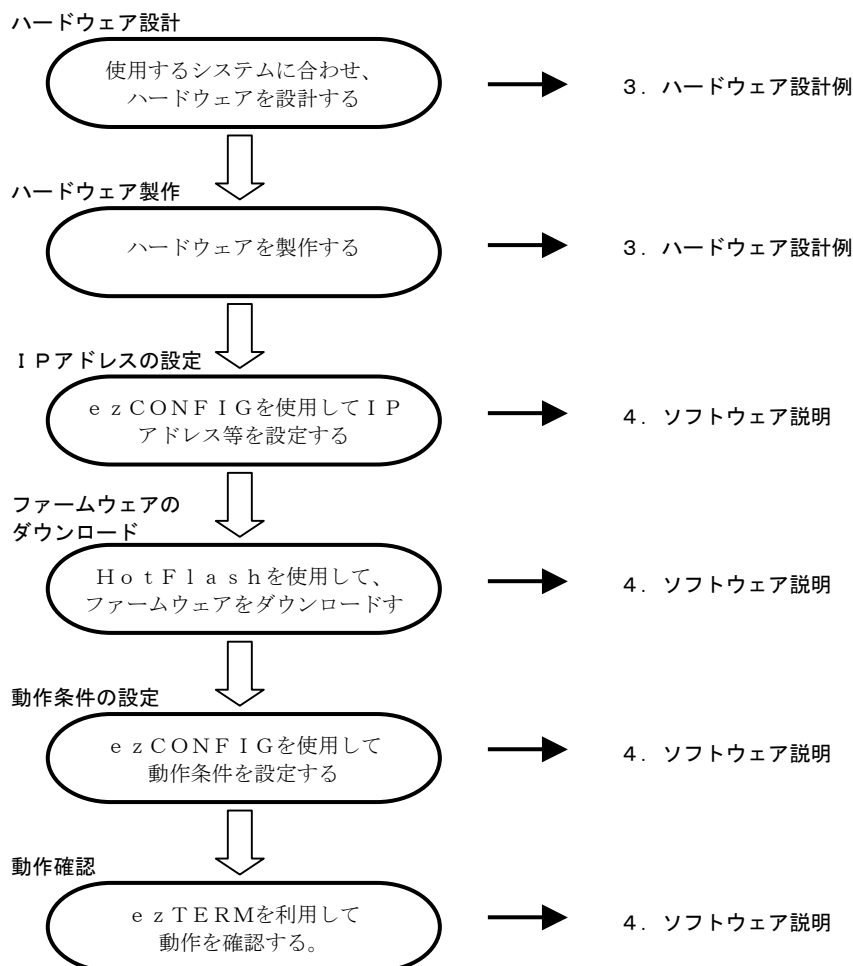 ハードウェア設計
使用するシステムに合わせ、
ハードウェアを設計する
３．ハードウェア設計例
ハードウェア製作
ハードウェアを製作する
３．ハードウェア設計例
ＩＰアドレスの設定
ｅｚＣＯＮＦＩＧを使用してＩＰ
アドレス等を設定する
４．ソフトウェア説明
ファームウェアの
ダウンロード
ＨｏｔＦｌａｓｈを使用して、
ファームウェアをダウンロードす
４．ソフトウェア説明
動作条件の設定
ｅｚＣＯＮＦＩＧを使用して
動作条件を設定する
４．ソフトウェア説明
動作確認
ｅｚＴＥＲＭを利用して
動作を確認する。
４．ソフトウェア説明